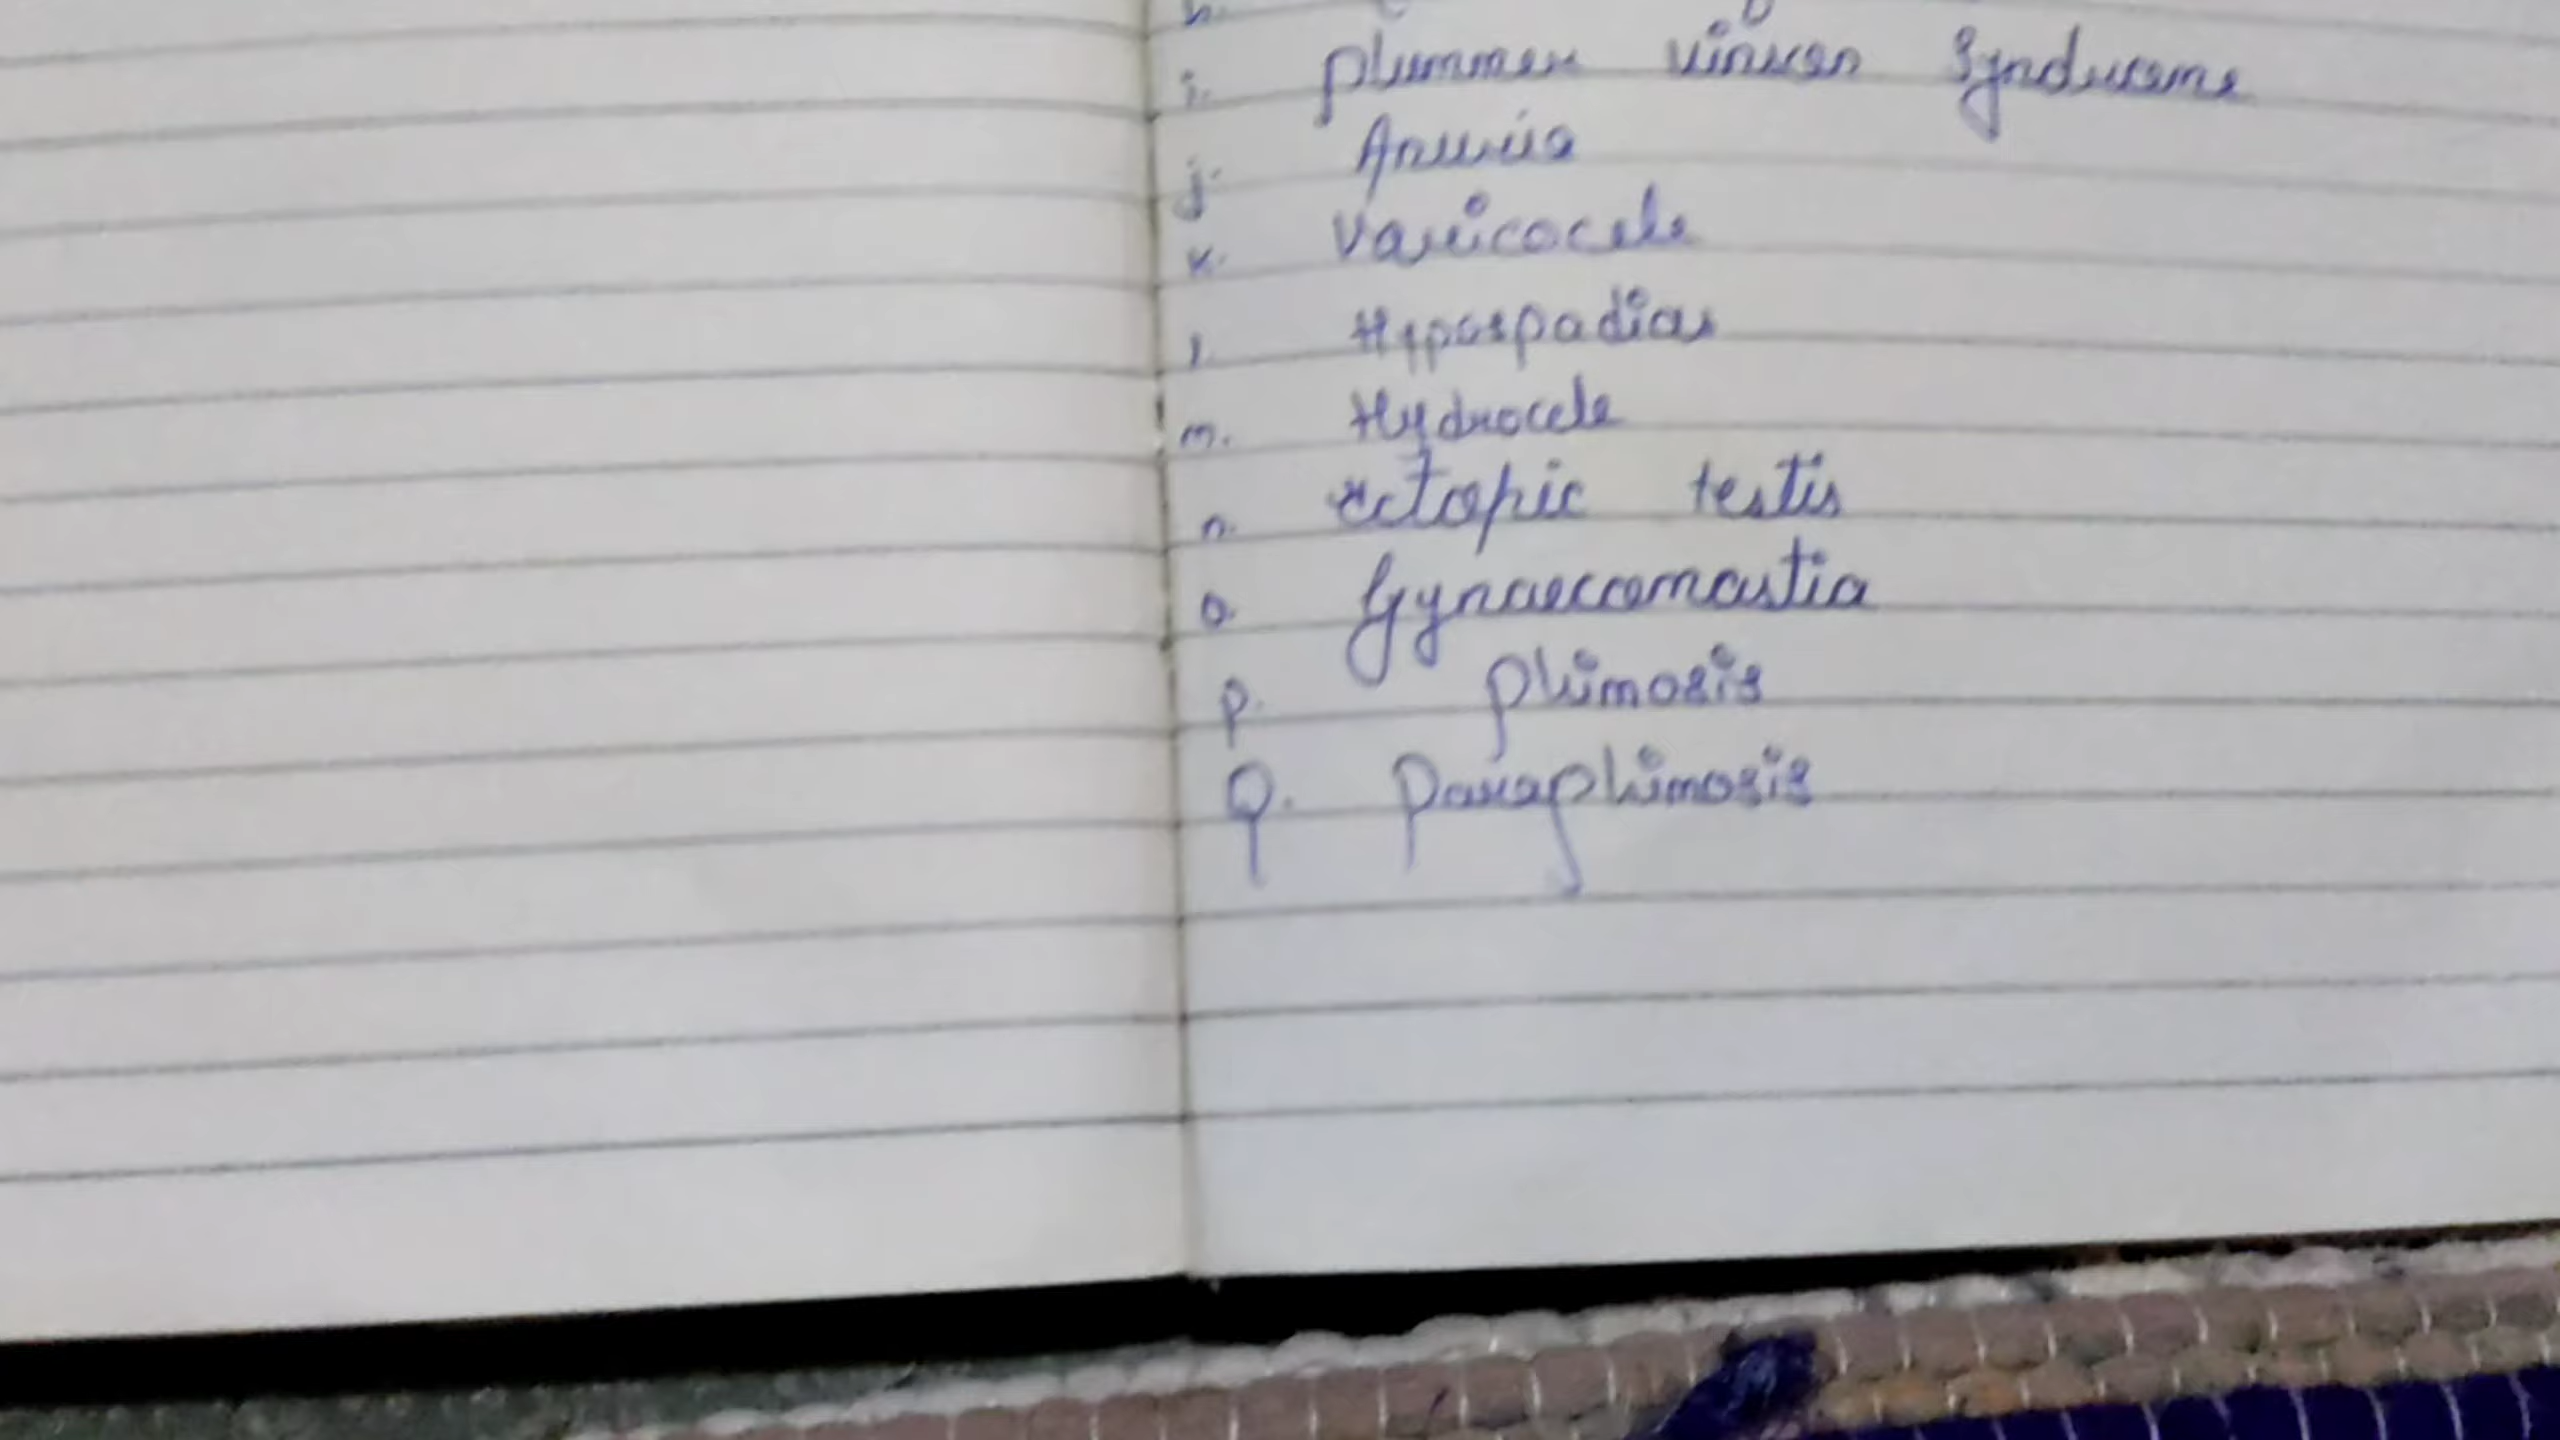 h.
i. Plummer vinson Syndrome
j. Anuria
k. Varicocele
l. Hypospadias
m. Hydrocele
n. ectopic testis
o. Gynaecomastia
p. Phimosis
Q. Paraphimosis